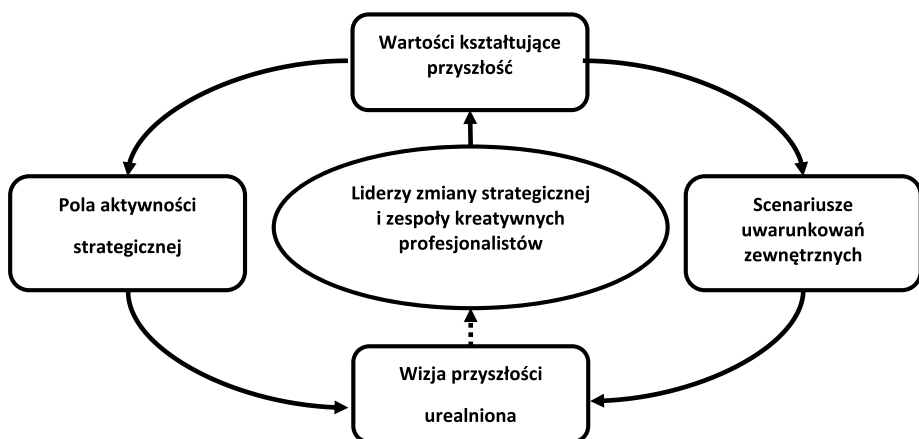 Wartości kształtujące
przyszłość
Pola aktywności
strategicznej
Liderzy zmiany strategicznej
i zespoły kreatywnych
profesjonalistów
Scenariusze
uwarunkowań
zewnętrznych
Wizja przyszłości
urealniona